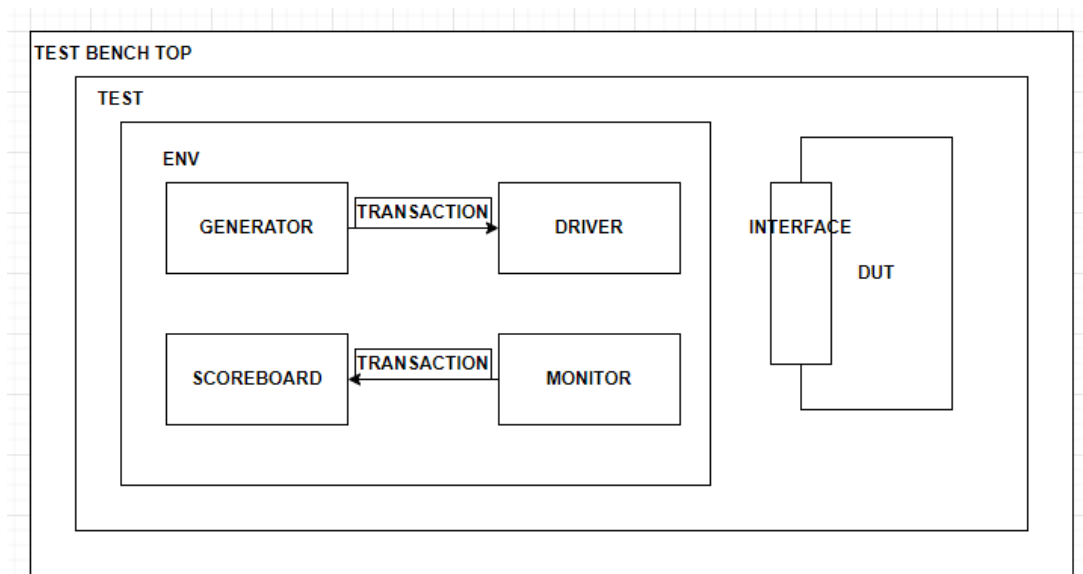 TEST BENCH TOP
TEST
ENV
GENERATOR
TRANSACTION
DRIVER
INTERFACE
DUT
SCOREBOARD
TRANSACTION
MONITOR